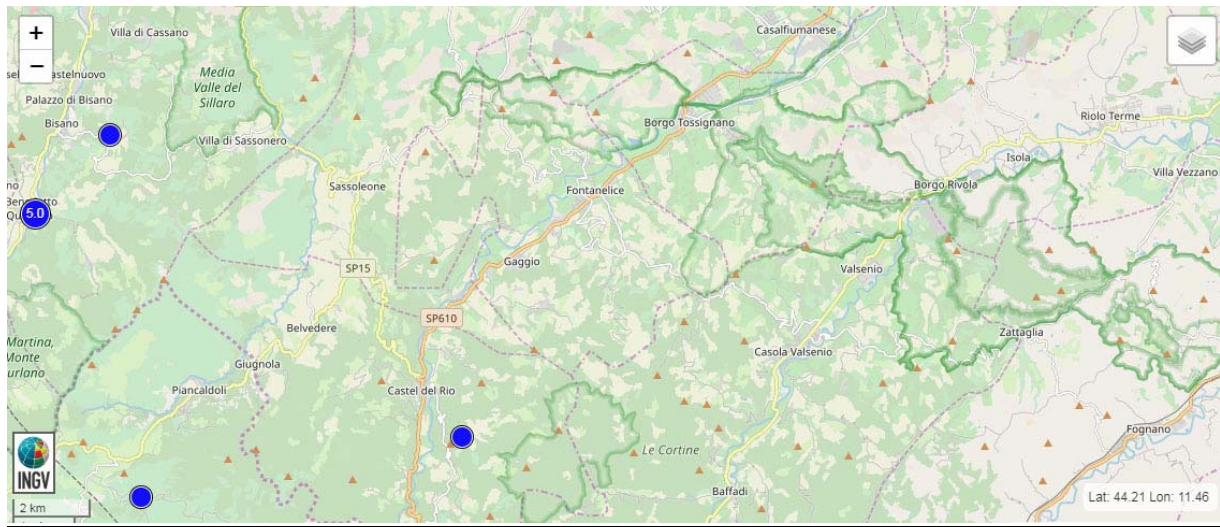 +
−
Villa di Cassano
Casalfiumanese
Media
Valle del
Sillaro
Palazzo di Bisano
Bisano
Villa di Sassonero
Borgo Tossignano
Riolo Terme
Isola
Villa Vezzano
Sassoleone
Fontanelice
Borgo Rivola
5.0
SP15
Gaggio
Valsenio
SP610
Belvedere
Zattaglia
Martina,
Monte
Giugnola
Casola Valsenio
Piancaldoli
Castel del Rio
Fognano
Le Cortine
INGV
Baffadi
2 km
Lat: 44.21 Lon: 11.46